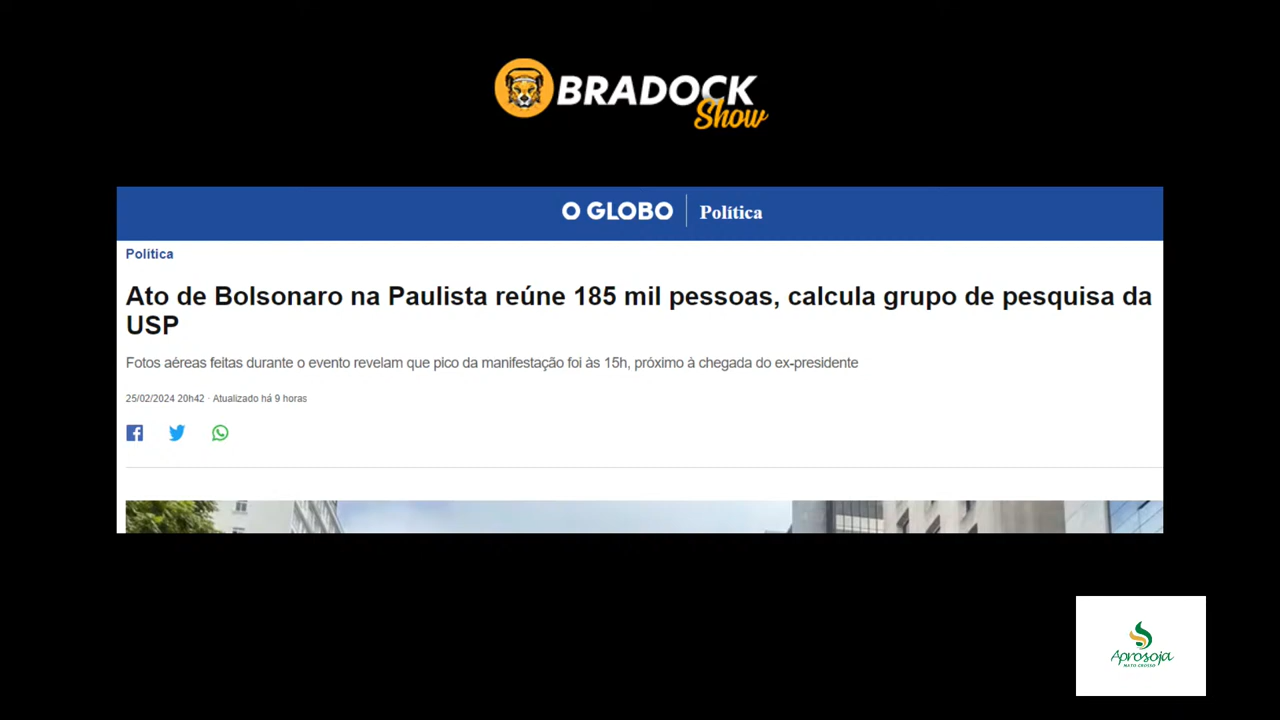 BRADOCK
Show
O GLOBO Política
Política
Ato de Bolsonaro na Paulista reúne 185 mil pessoas, calcula grupo de pesquisa da
USP
Fotos aéreas feitas durante o evento revelam que pico da manifestação foi às 15h, próximo à chegada do ex-presidente
25/02/2024 20h42 · Atualizado há 9 horas
Aprosoja
MATO GROSSO